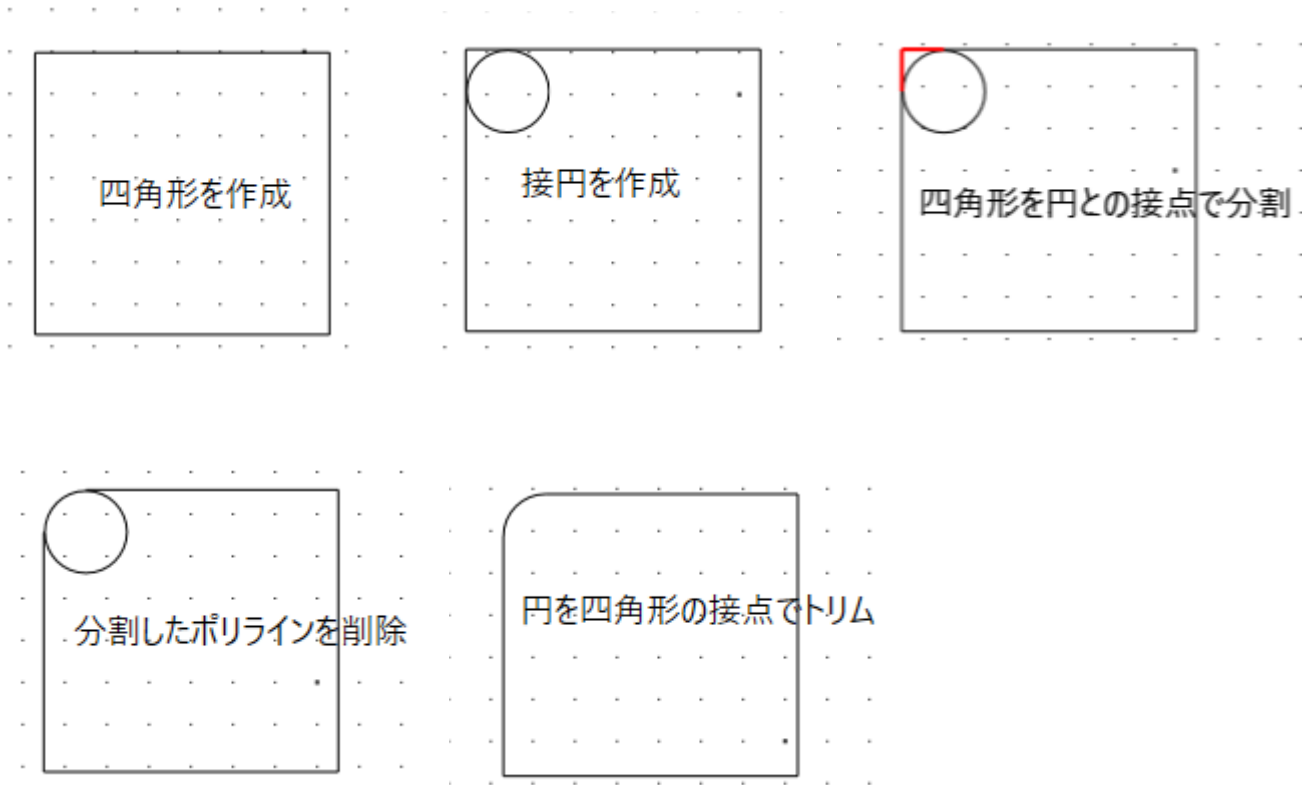 四角形を作成
接円を作成
四角形を円との接点で分割
分割したポリラインを削除
円を四角形の接点でトリム